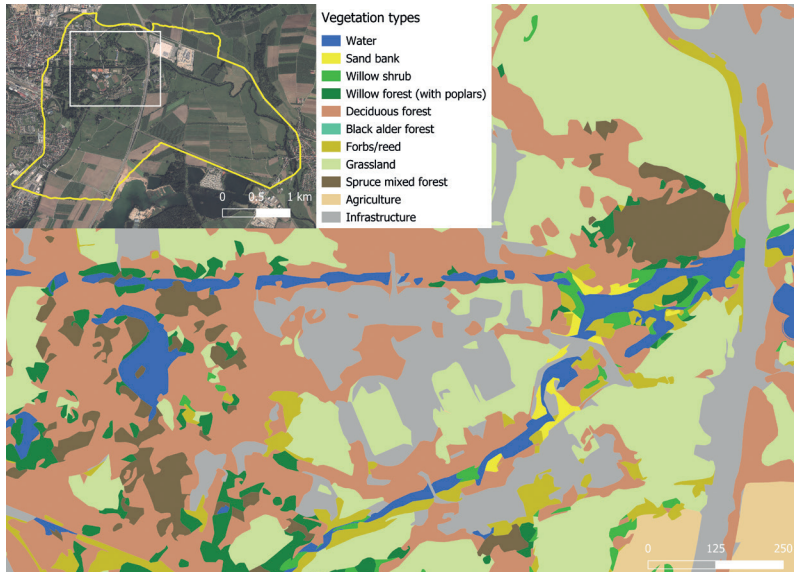 Vegetation types
Water
Sand bank
Willow shrub
Willow forest (with poplars)
Deciduous forest
Black alder forest
Forbs/reed
Grassland
Spruce mixed forest
Agriculture
Infrastructure
0 0.5 1 km
0 125 250